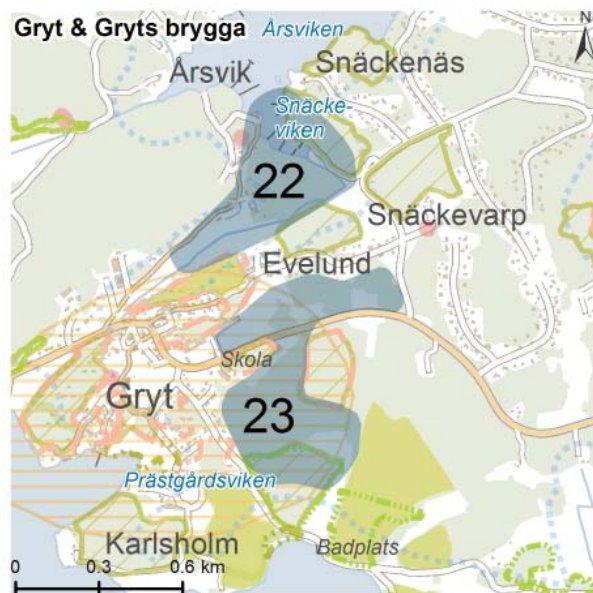 Gryt & Gryts brygga
Årsviken
N
Årsvik
Snäckenäs
Snäcke-
viken
22
Snäckevarp
Evelund
Skola
Gryt
23
Prästgårdsviken
Karlsholm
Badplats
0 0.3 0.6 km